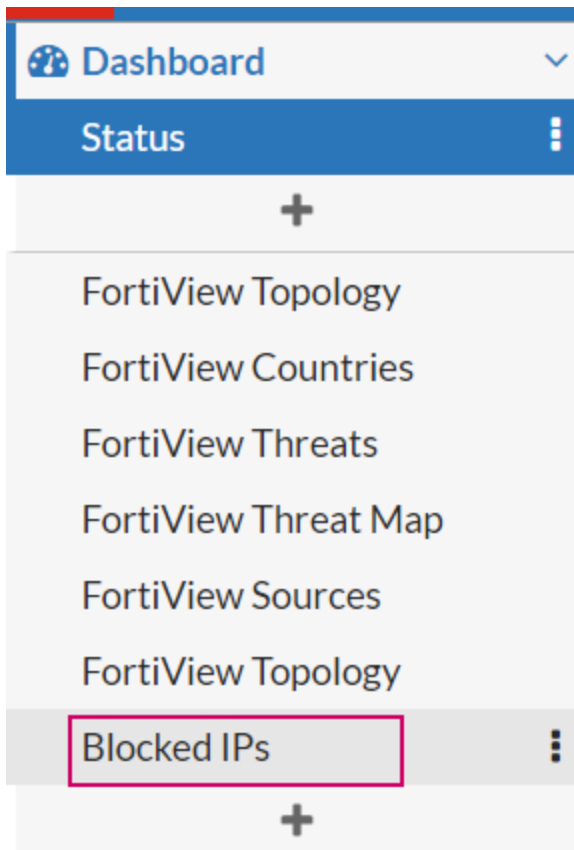 Dashboard
Status
FortiView Topology
FortiView Countries
FortiView Threats
FortiView Threat Map
FortiView Sources
FortiView Topology
Blocked IPs